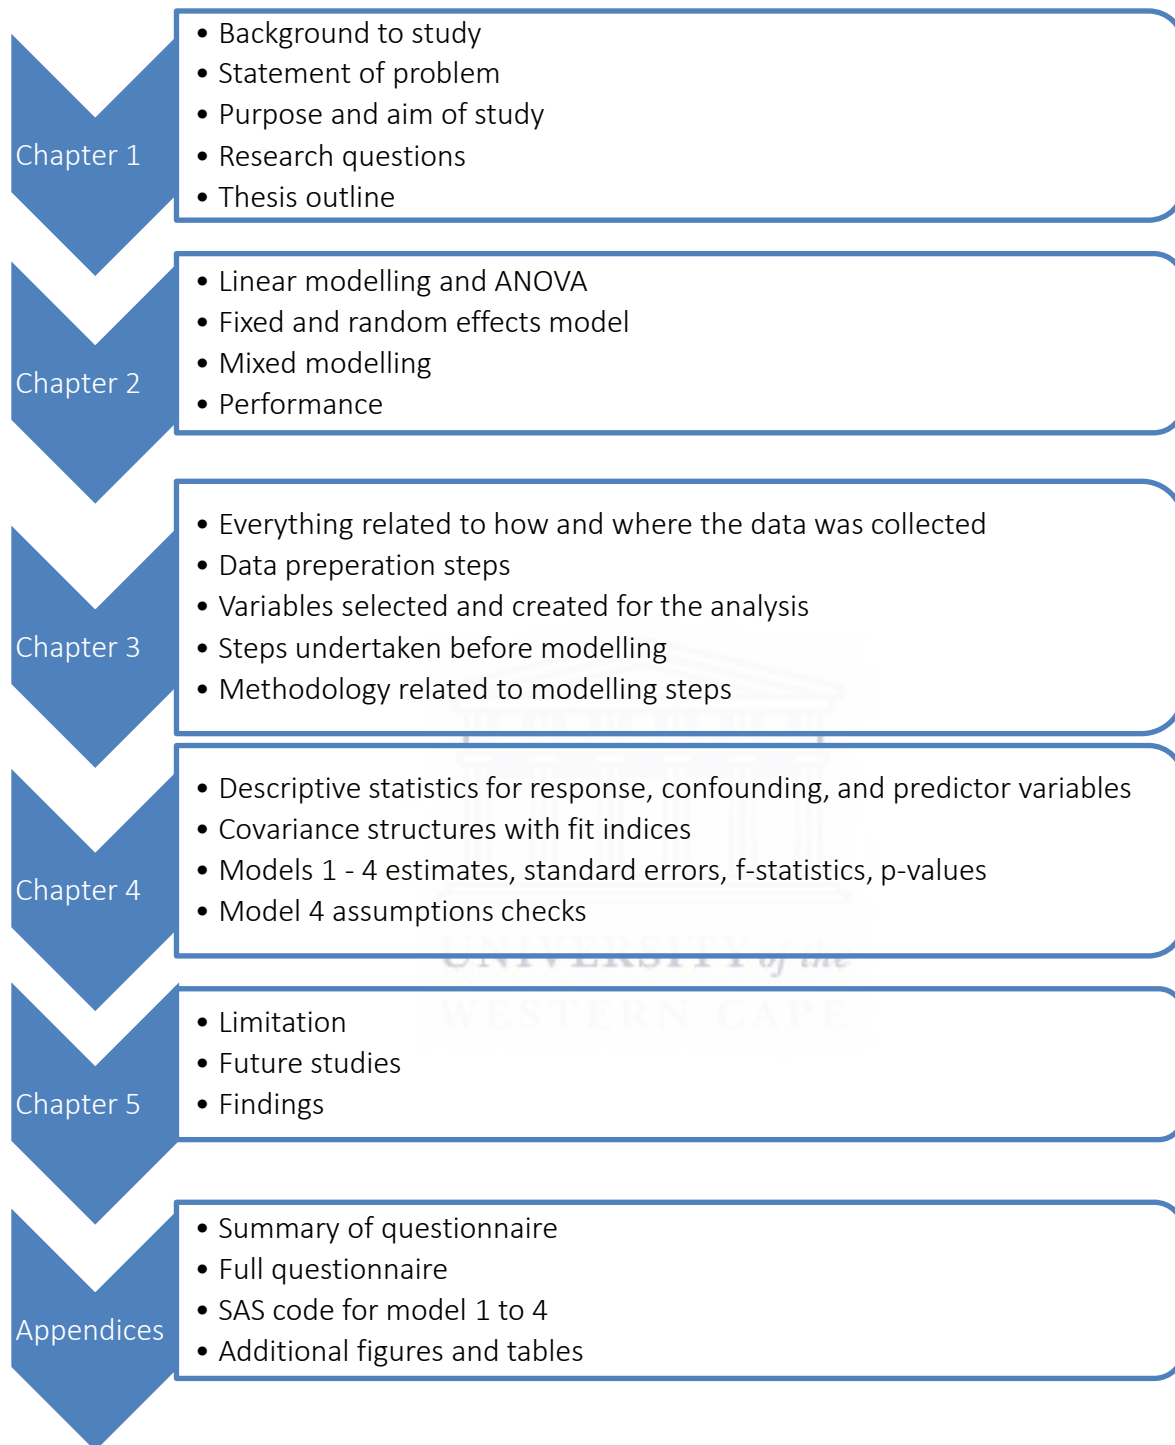 Chapter 1
• Background to study
• Statement of problem
• Purpose and aim of study
• Research questions
• Thesis outline
Chapter 2
• Linear modelling and ANOVA
• Fixed and random effects model
• Mixed modelling
• Performance
Chapter 3
• Everything related to how and where the data was collected
• Data preperation steps
• Variables selected and created for the analysis
• Steps undertaken before modelling
• Methodology related to modelling steps
Chapter 4
• Descriptive statistics for response, confounding, and predictor variables
• Covariance structures with fit indices
• Models 1 - 4 estimates, standard errors, f-statistics, p-values
• Model 4 assumptions checks
UNIVERSITY of the
WESTERN CAPE
Chapter 5
• Limitation
• Future studies
• Findings
Appendices
• Summary of questionnaire
• Full questionnaire
• SAS code for model 1 to 4
• Additional figures and tables